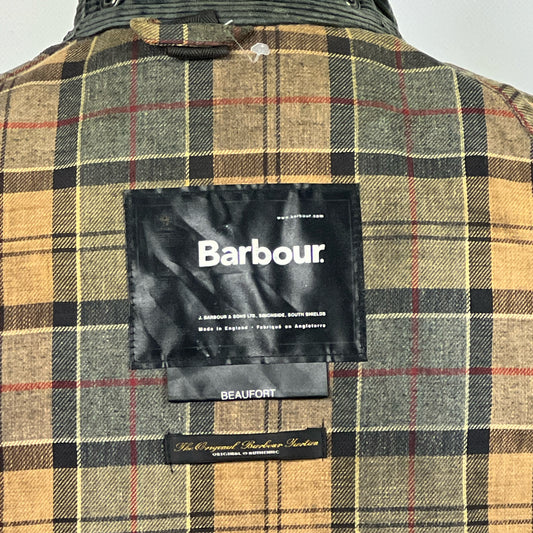 www.barbour.com
Barbour.
J. BARBOUR & SONS LTD., SIMONSIDE, SOUTH SHIELDS
Made in England • Fabriqué en Angleterre
BEAUFORT
The Original Barbour
ORIGINAL & AUTHENTIC